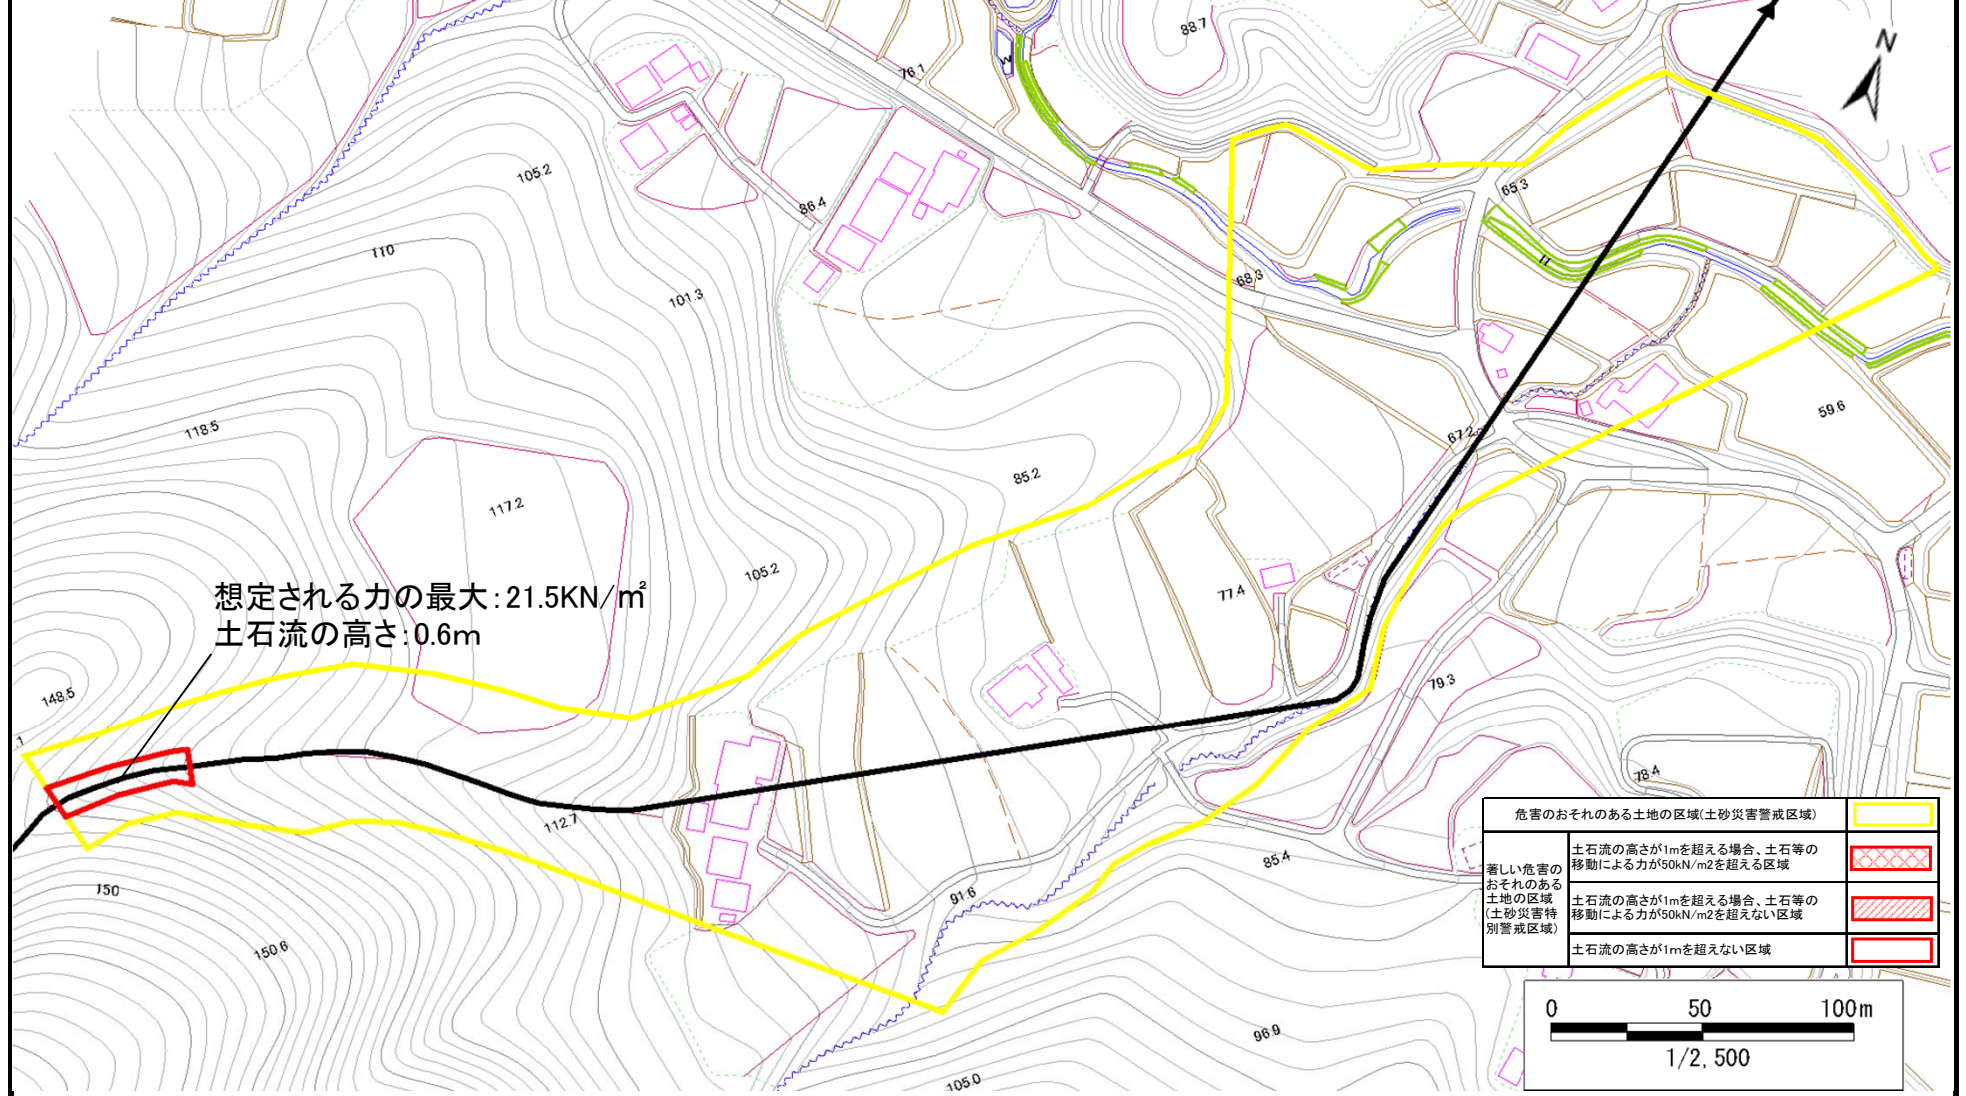 88.7
N
76.1
105.2
65.3
86.4
110
68.3
101.3
59.6
118.5
67.2
85.2
117.2
105.2
想定される力の最大:21.5KN/㎡
77.4
土石流の高さ:0.6m
148.5
79.3
78.4
112.7
危害のおそれのある土地の区域(土砂災害警戒区域)
著しい危害の
おそれのある
土地の区域
(土砂災害特
別警戒区域)
土石流の高さが1mを超える場合、土石等の
移動による力が50kN/m2を超える区域
土石流の高さが1mを超える場合、土石等の
移動による力が50kN/m2を超えない区域
土石流の高さが1mを超えない区域
85.4
150
91.6
150.6
0 50 100m
1/2,500
96.9
105.0